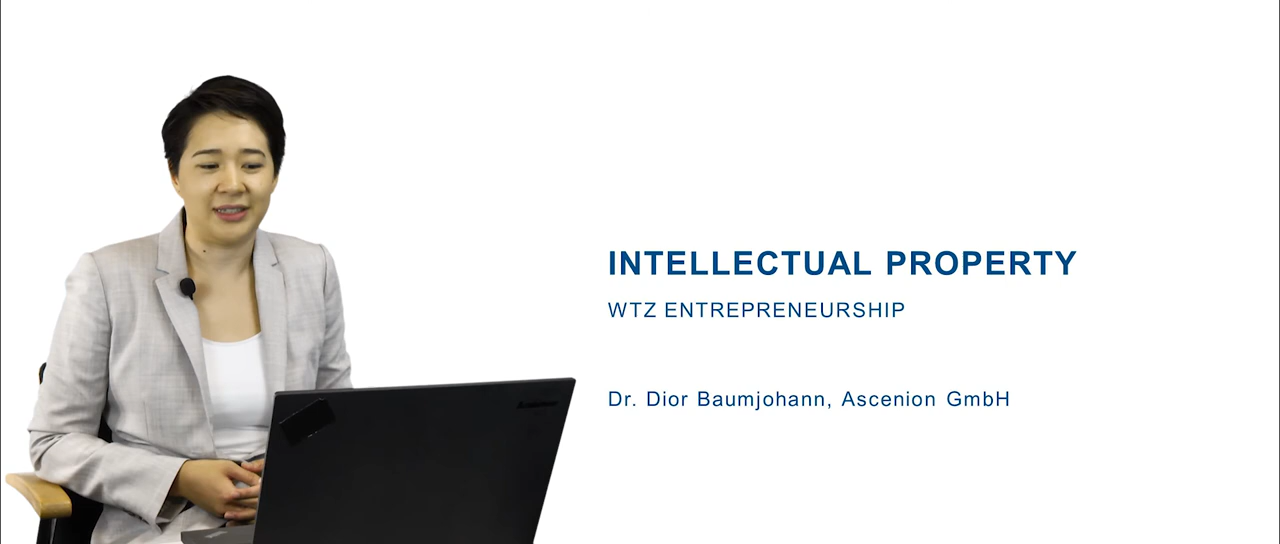 INTELLECTUAL PROPERTY
WTZ ENTREPRENEURSHIP
Dr. Dior Baumjohann, Ascenion GmbH